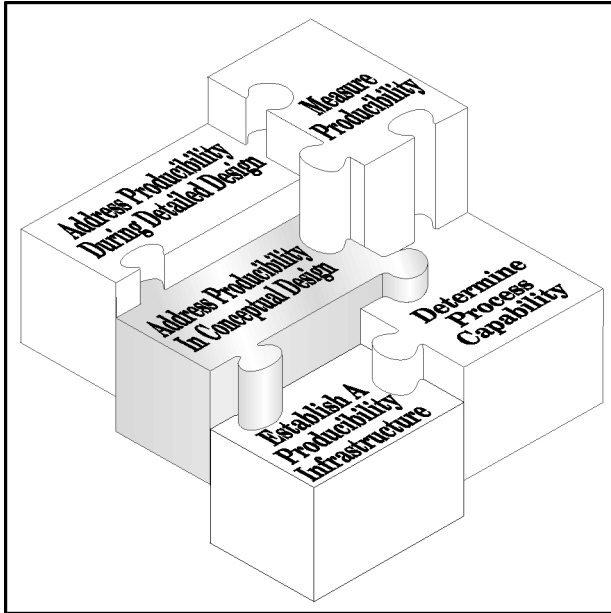 Measure
Producibility
Address Producibility
During Detailed Design
Address Producibility
In Conceptual Design
Determine
Process
Capability
Establish A
Producibility
Infrastructure